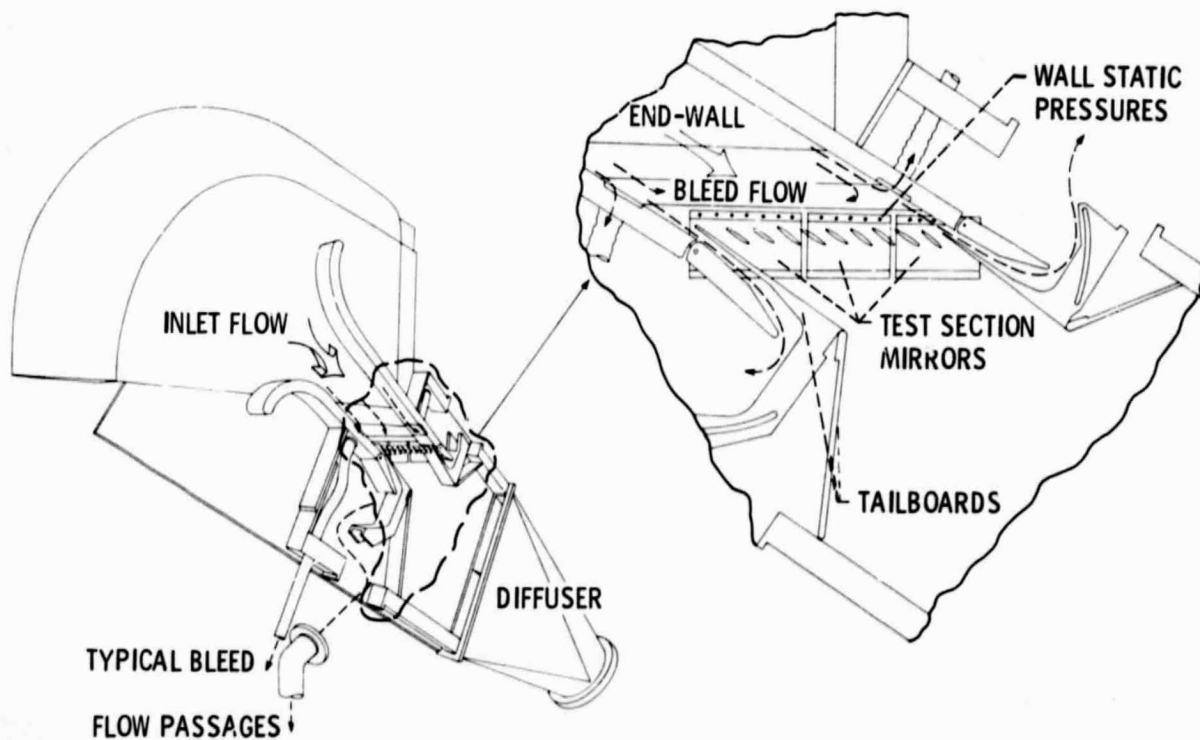 WALL STATIC
PRESSURES
END-WALL
BLEED FLOW
INLET FLOW
TEST SECTION
MIRRORS
TAILBOARDS
DIFFUSER
TYPICAL BLEED
FLOW PASSAGES